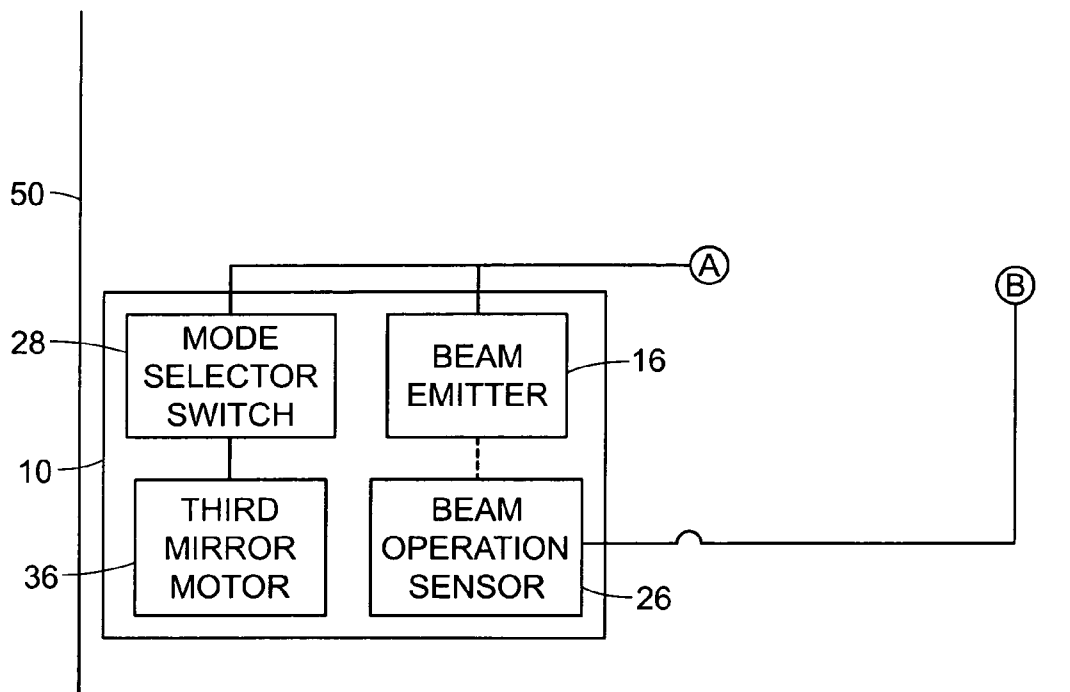 50
A
B
28
MODE
SELECTOR
SWITCH
BEAM
EMITTER
16
10
THIRD
MIRROR
MOTOR
36
BEAM
OPERATION
SENSOR
26